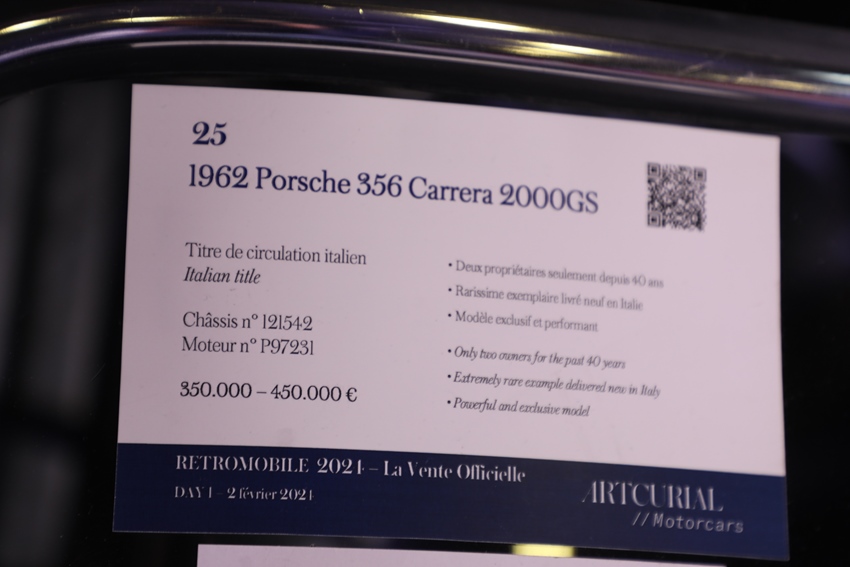 25
1962 Porsche 356 Carrera 2000GS
Titre de circulation italien
Italian title
Châssis n° 121542
Moteur n° P97231
350.000 – 450.000 €
• Deux propriétaires seulement depuis 40 ans
• Rarissime exemplaire livré neuf en Italie
• Modèle exclusif et performant
• Only two owners for the past 40 years
• Extremely rare example delivered new in Italy
• Powerful and exclusive model
RETROMOBILE 2024 – La Vente Officielle
DAY 1 – 2 février 2024
ARTCURIAL
//Motorcars